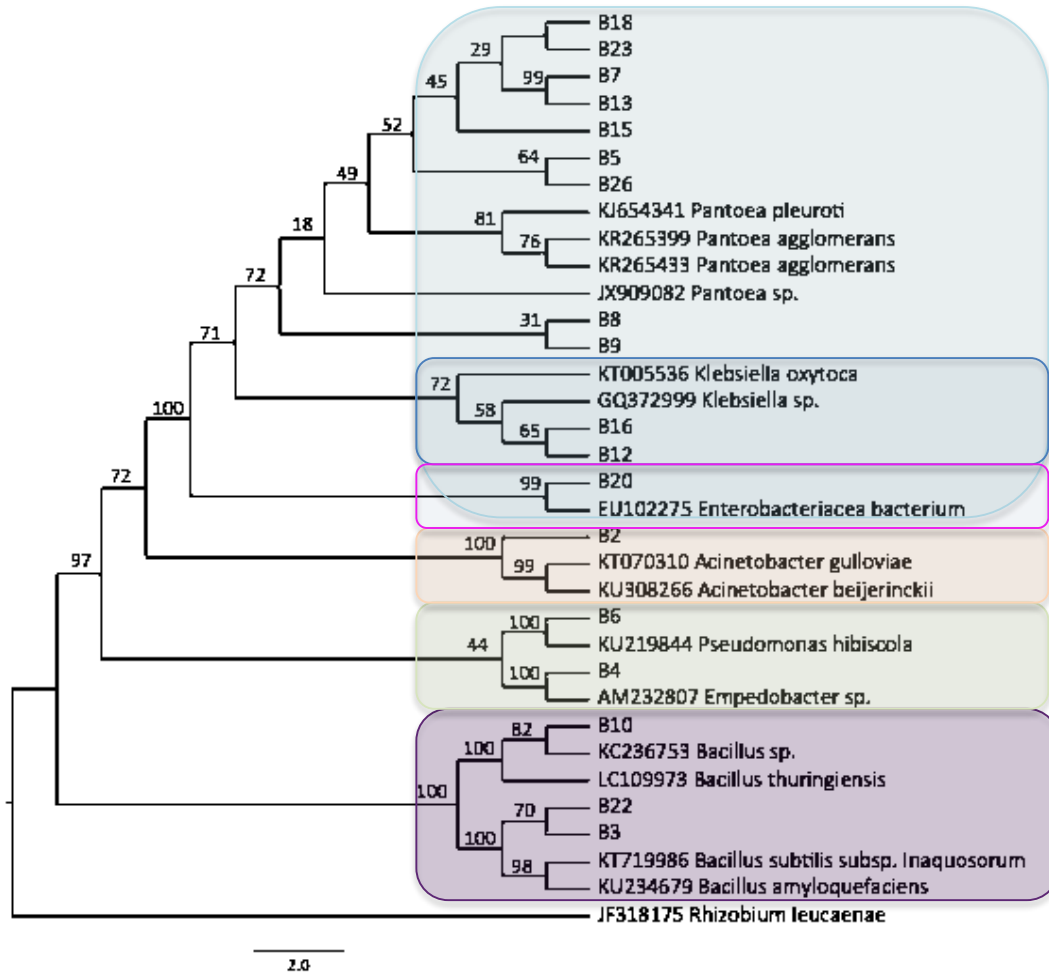 B18
29
B23
99 B7
45
B13
52
B15
64 B5
49
B26
81 KJ654341 Pantoea pleuroti
18
76 KR265399 Pantoea agglomerans
KR265433 Pantoea agglomerans
72
JX909082 Pantoea sp.
31 B8
71
B9
72 KT005536 Klebsiella oxytoca
58 GQ372999 Klebsiella sp.
100
65 B16
B12
72
99 B20
EU102275 Enterobacteriacea bacterium
100 B2
97
99 KT070310 Acinetobacter gulloviae
KU308266 Acinetobacter beijerinckii
100 B6
44 KU219844 Pseudomonas hibiscola
100 B4
AM232807 Empedobacter sp.
82 B10
100 KC236753 Bacillus sp.
LC109973 Bacillus thuringiensis
100
70 B22
100 B3
98 KT719986 Bacillus subtilis subsp. Inaquosorum
KU234679 Bacillus amyloquefaciens
JF318175 Rhizobium leucaenae
2.0